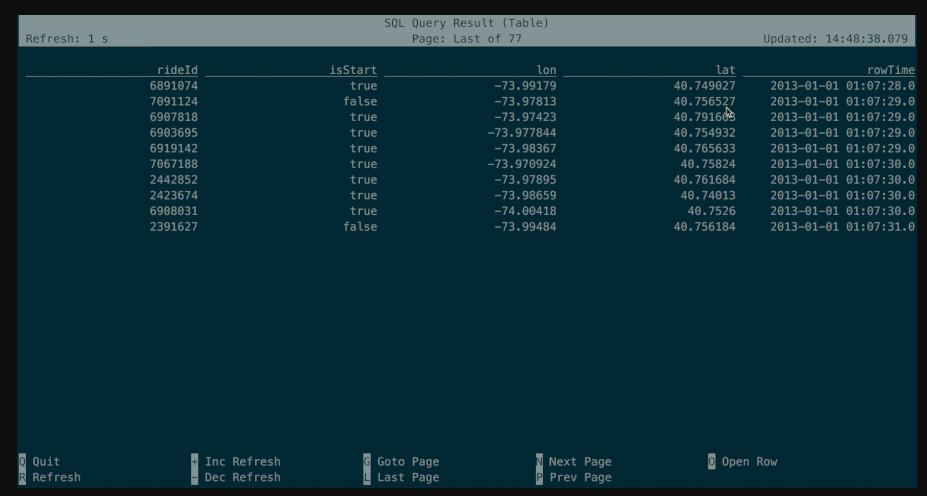 SQL Query Result (Table)
Refresh: 1 s Page: Last of 77 Updated: 14:48:38.079
rideId isStart lon lat rowTime
6891074 true -73.99179 40.749027 2013-01-01 01:07:28.0
7091124 false -73.97813 40.756527 2013-01-01 01:07:29.0
6907818 true -73.97423 2013-01-01 01:07:29.0
6903695 true -73.977844 40.754932 2013-01-01 01:07:29.0
6919142 true -73.98367 40.765633 2013-01-01 01:07:29.0
7067188 true -73.970924 40.75824 2013-01-01 01:07:30.0
2442852 true -73.97895 40.761684 2013-01-01 01:07:30.0
2423674 true -73.98659 40.74013 2013-01-01 01:07:30.0
6908031 true -74.00418 40.7526 2013-01-01 01:07:30.0
2391627 false -73.99484 40.756184 2013-01-01 01:07:31.0
Q Quit + Inc Refresh G Goto Page N Next Page O Open Row
R Refresh - Dec Refresh L Last Page P Prev Page